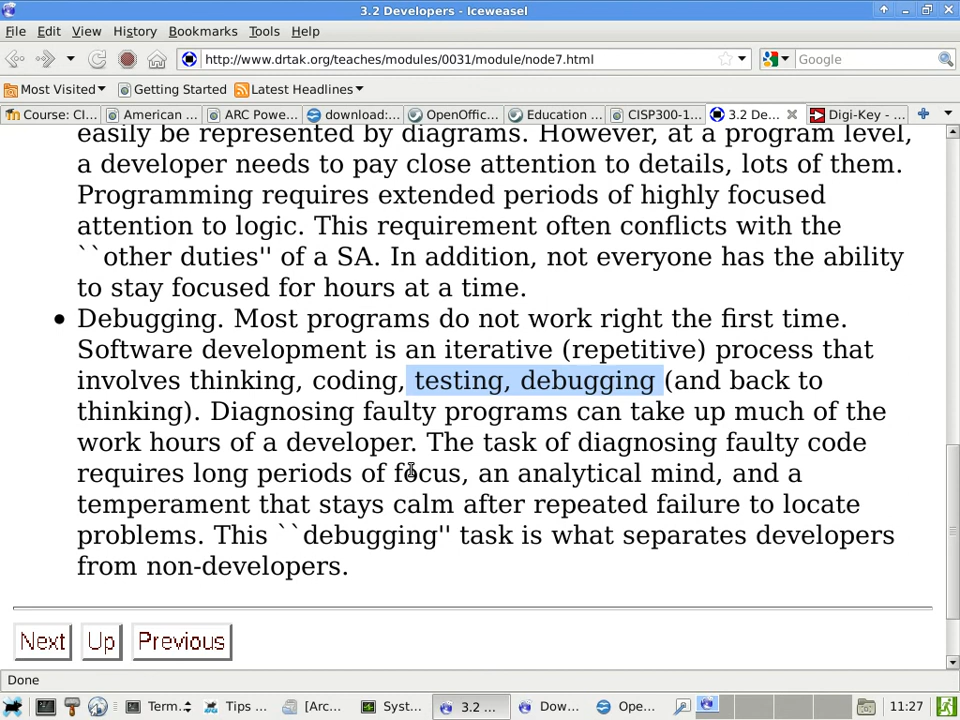 3.2 Developers - Iceweasel
File Edit View History Bookmarks Tools Help
http://www.drtak.org/teaches/modules/0031/module/node7.html
Google
Most Visited Getting Started Latest Headlines
Course: Cl... American ... ARC Powe... download:... OpenOffic... Education ... CISP300-1... 3.2 De... Digi-Key - ...
easily be represented by diagrams. However, at a program level,
a developer needs to pay close attention to details, lots of them.
Programming requires extended periods of highly focused
attention to logic. This requirement often conflicts with the
``other duties'' of a SA. In addition, not everyone has the ability
to stay focused for hours at a time.
• Debugging. Most programs do not work right the first time.
Software development is an iterative (repetitive) process that
involves thinking, coding, testing, debugging (and back to
thinking). Diagnosing faulty programs can take up much of the
work hours of a developer. The task of diagnosing faulty code
requires long periods of focus, an analytical mind, and a
temperament that stays calm after repeated failure to locate
problems. This ``debugging'' task is what separates developers
from non-developers.
Next Up Previous
Done
Term... Tips ... [Arc... Syst... 3.2 ... Dow... Ope... 11:27